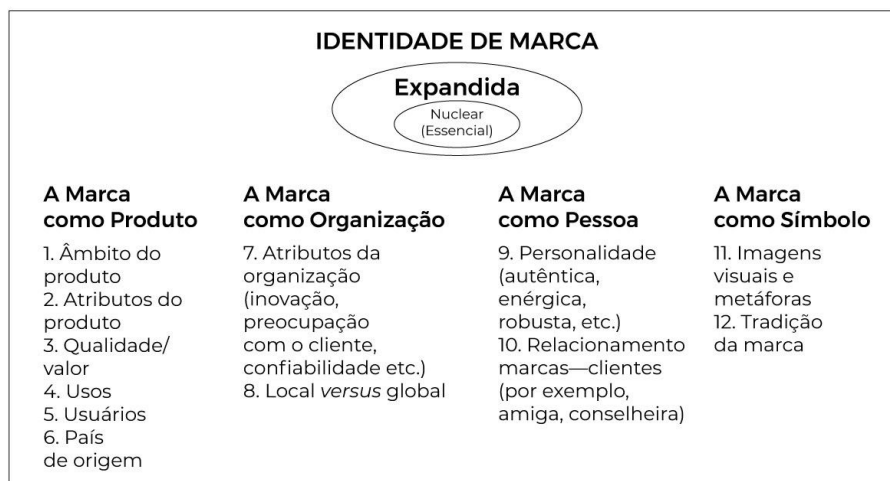 IDENTIDADE DE MARCA
Expandida
Nuclear
(Essencial)
A Marca
como Produto
1. Âmbito do
produto
2. Atributos do
produto
3. Qualidade/
valor
4. Usos
5. Usuários
6. País
de origem
A Marca
como Organização
7. Atributos da
organização
(inovação,
preocupação
com o cliente,
confiabilidade etc.)
8. Local versus global
A Marca
como Pessoa
9. Personalidade
(autêntica,
enérgica,
robusta, etc.)
10. Relacionamento
marcas—clientes
(por exemplo,
amiga, conselheira)
A Marca
como Símbolo
11. Imagens
visuais e
metáforas
12. Tradição
da marca